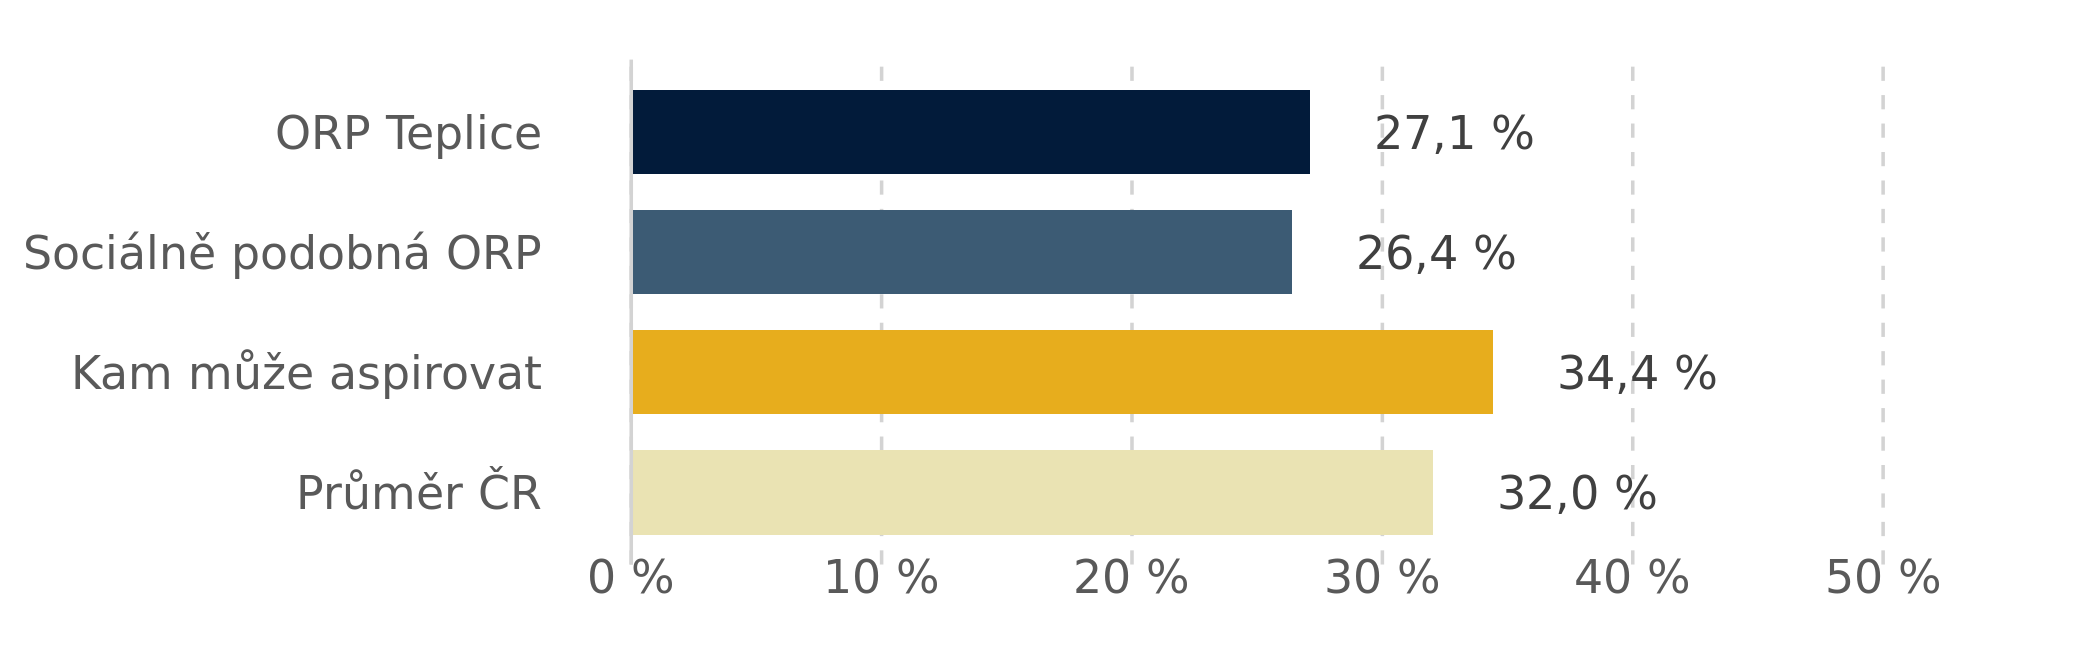 ORP Teplice 27,1 %
Sociálně podobná ORP 26,4 %
Kam může aspirovat 34,4 %
Průměr ČR 32,0 %
0 % 10 % 20 % 30 % 40 % 50 %